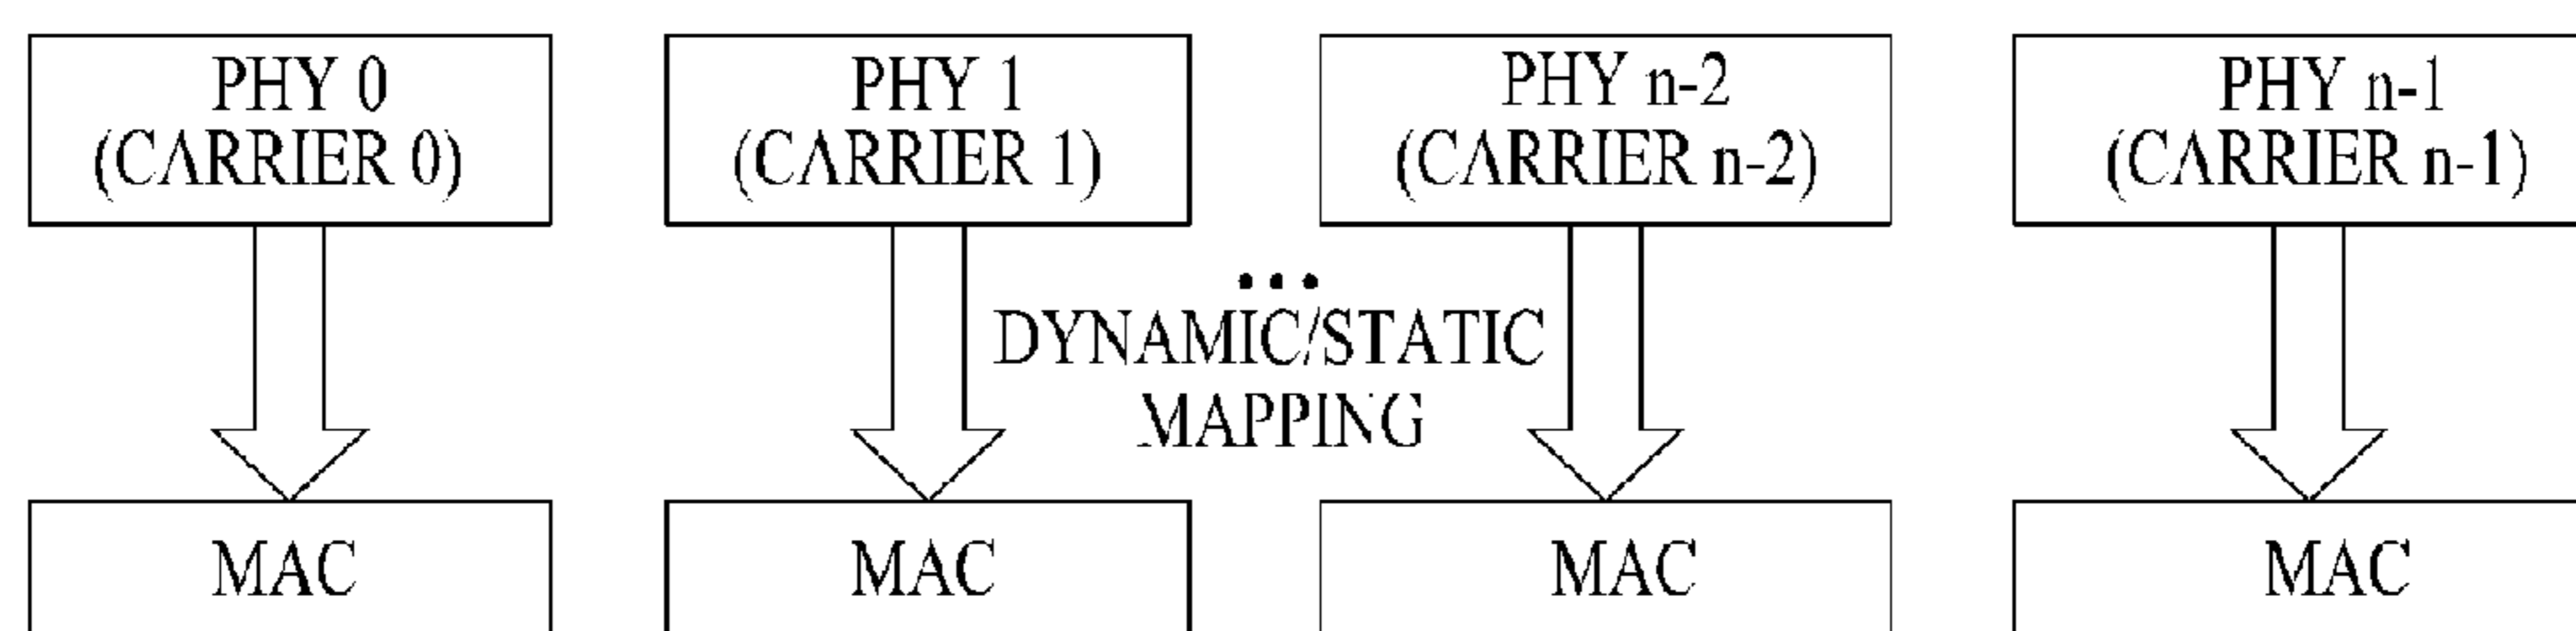 PHY 0
(CARRIER 0)
PHY 1
(CARRIER 1)
PHY n-2
(CARRIER n-2)
PHY n-1
(CARRIER n-1)
...
DYNAMIC/STATIC
MAPPING
MAC
MAC
MAC
MAC